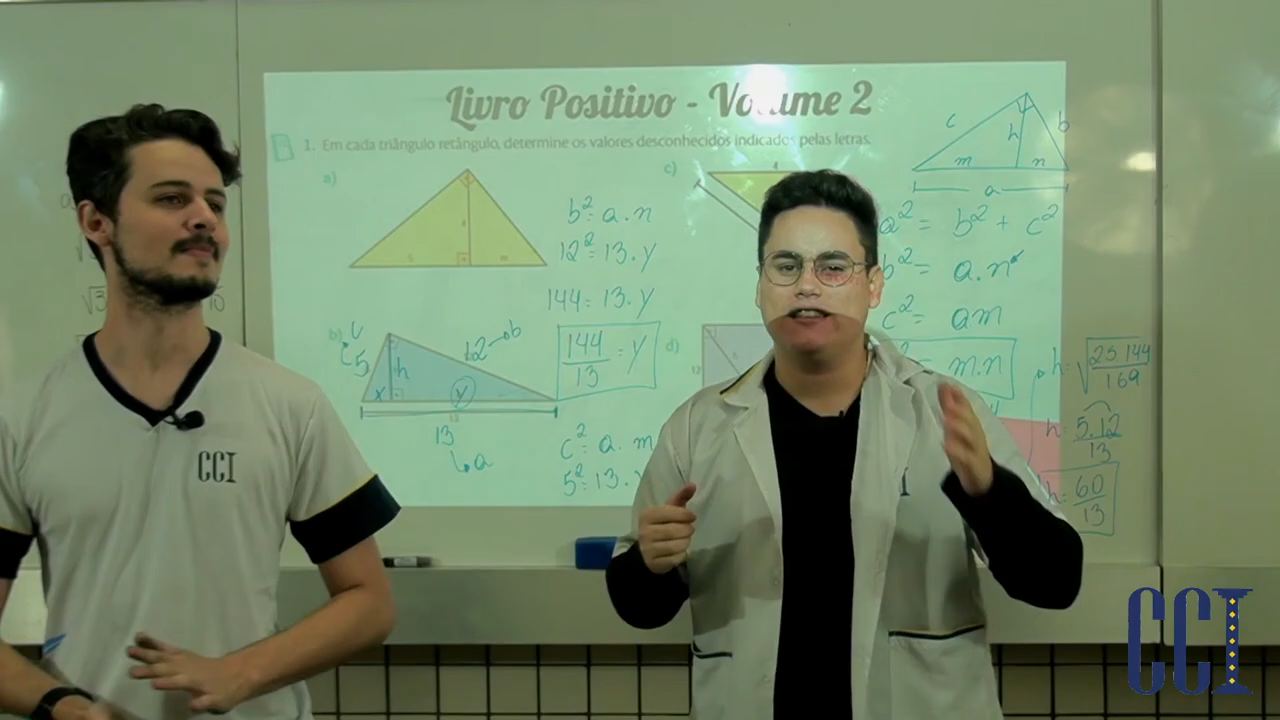 Livro Positivo - Volume 2
1. Em cada triângulo retângulo, determine os valores desconhecidos indicados pelas letras.
a)
b² = a.n
12² = 13.y
144 = 13.y
144/13 = y
b)
5
h
12 → b
x
y
13
a
c² = a.m
5² = 13.
c)
d)
c
h
b
m
n
a
a² = b² + c²
b² = a.n
c² = am
= m.n
h = √25.144/169
h = 5.12/13
h = 60/13
CCI
CCI